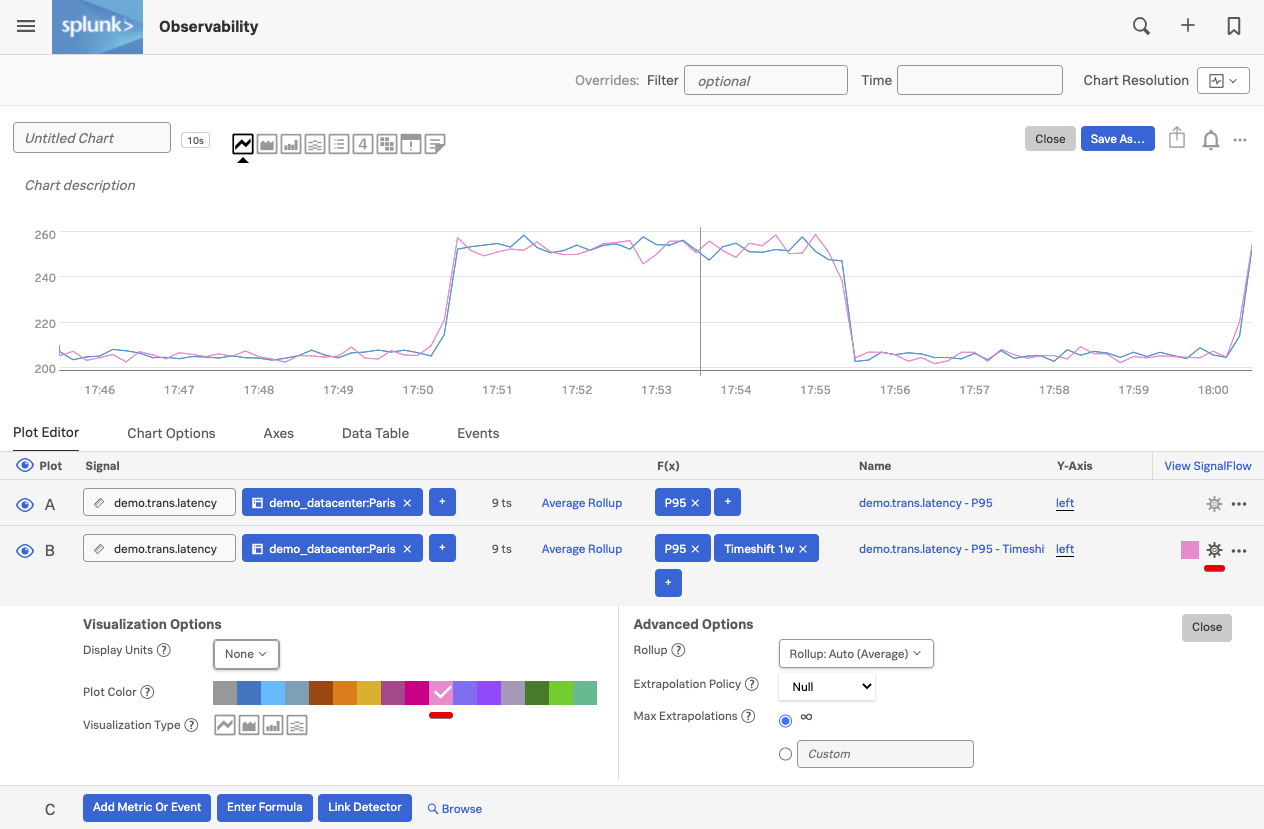 splunk> Observability
Overrides: Filter optional Time Chart Resolution
Untitled Chart 10s 4 Close Save As...
Chart description
260
240
220
200
17:46 17:47 17:48 17:49 17:50 17:51 17:52 17:53 17:54 17:55 17:56 17:57 17:58 17:59 18:00
Plot Editor Chart Options Axes Data Table Events
Plot Signal F(x) Name Y-Axis View SignalFlow
A demo.trans.latency demo_datacenter:Paris × + 9 ts Average Rollup P95 × + demo.trans.latency - P95 left
B demo.trans.latency demo_datacenter:Paris × + 9 ts Average Rollup P95 × Timeshift 1w × demo.trans.latency - P95 - Timeshi left
+
Visualization Options Advanced Options Close
Display Units ? None Rollup ? Rollup: Auto (Average)
Plot Color ? Extrapolation Policy ? Null
Visualization Type ? Max Extrapolations ? ∞
Custom
C Add Metric Or Event Enter Formula Link Detector Browse